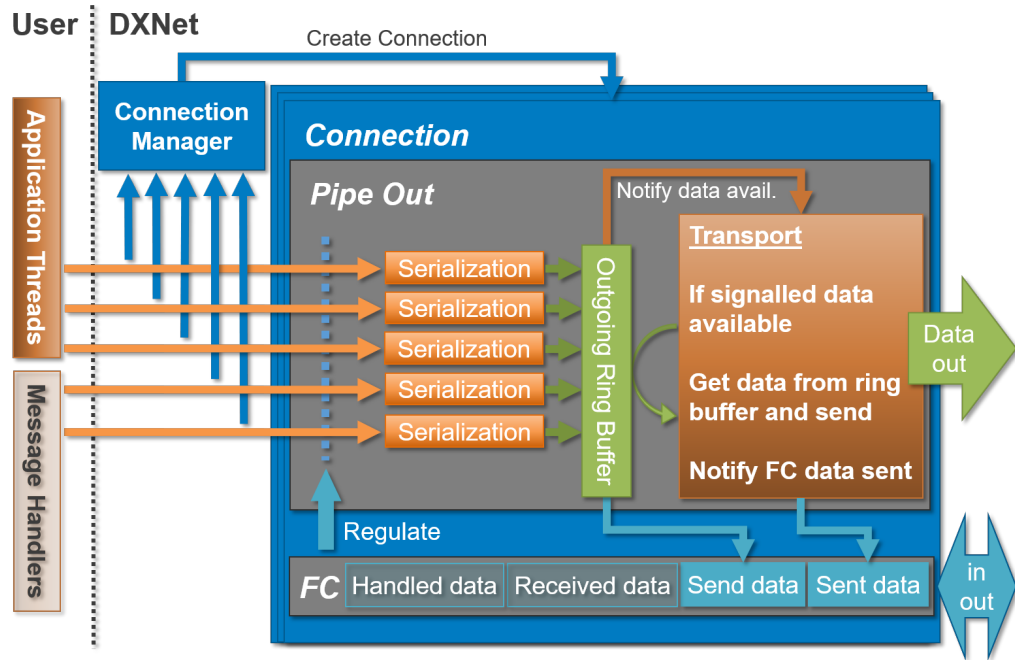 User
DXNet
Create Connection
Connection
Manager
Application Threads
Message Handlers
Connection
Pipe Out
Notify data avail.
Serialization
Serialization
Serialization
Serialization
Serialization
Outgoing Ring Buffer
Transport
If signalled data
available
Get data from ring
buffer and send
Notify FC data sent
Data
out
Regulate
FC
Handled data
Received data
Send data
Sent data
in
out